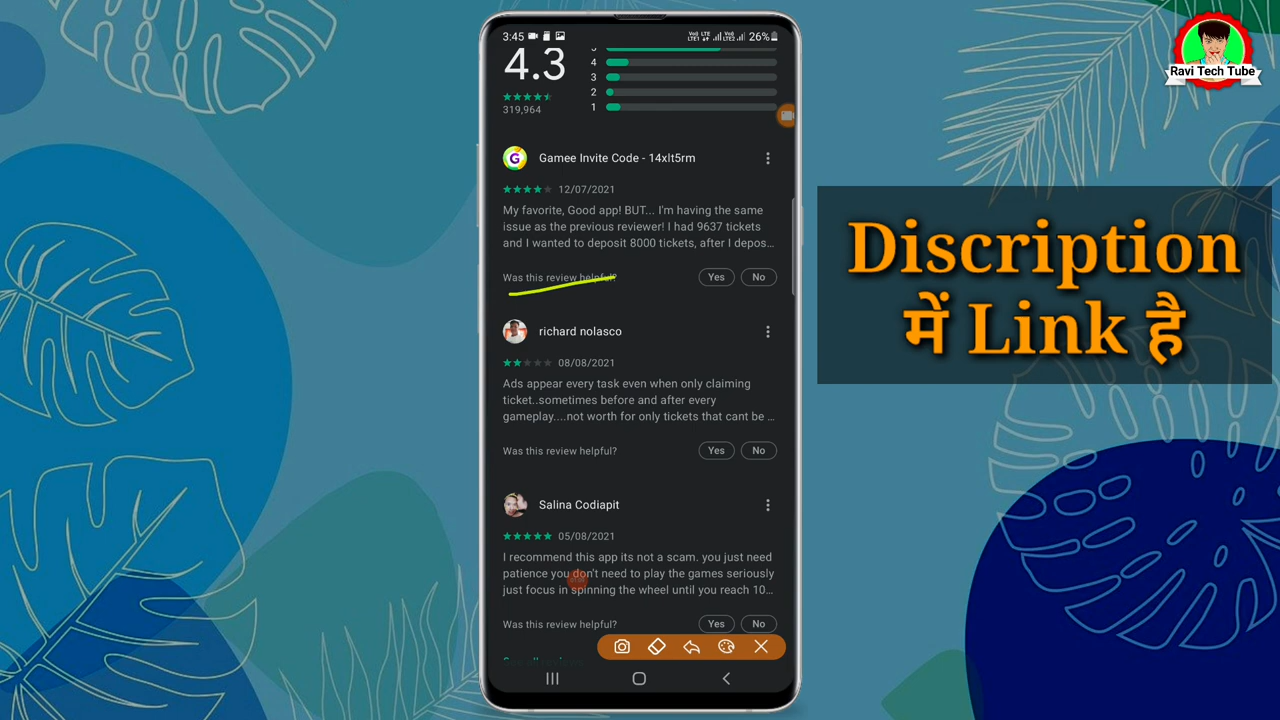 3:45
Vo) LTE
LTE1
Vo)
LTE2
26%
4.3
5
4
3
2
1
319,964
Ravi Tech Tube
G
Gamee Invite Code - 14xlt5rm
12/07/2021
My favorite, Good app! BUT... I'm having the same
issue as the previous reviewer! I had 9637 tickets
and I wanted to deposit 8000 tickets, after I depos...
Was this review helpful?
Yes
No
Discription
में Link है
richard nolasco
08/08/2021
Ads appear every task even when only claiming
ticket..sometimes before and after every
gameplay....not worth for only tickets that cant be ...
Was this review helpful?
Yes
No
Salina Codiapit
05/08/2021
I recommend this app its not a scam. you just need
patience you don't need to play the games seriously
just focus in spinning the wheel until you reach 10...
Was this review helpful?
Yes
No